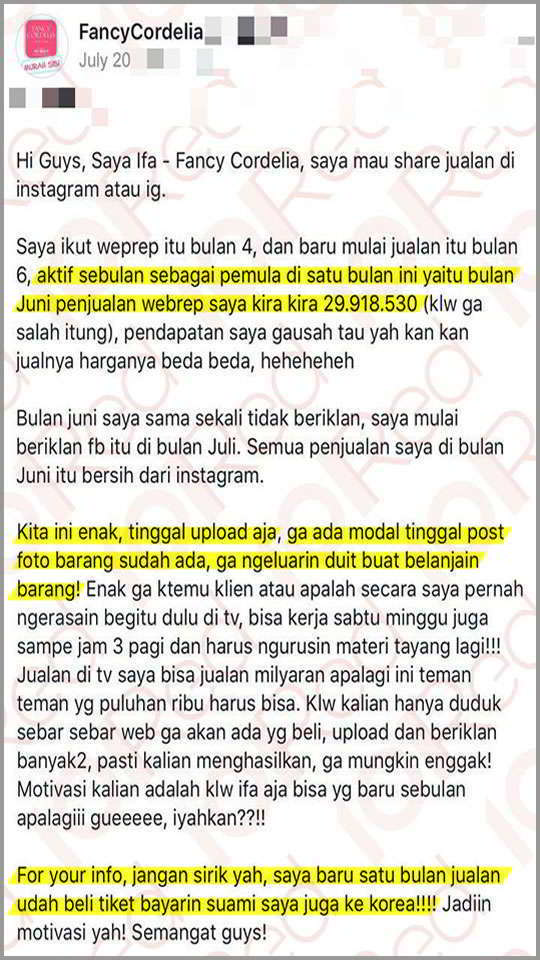 FANCY
CORDELIA
MURAH SIS!
FancyCordelia
July 20
Hi Guys, Saya Ifa - Fancy Cordelia, saya mau share jualan di
instagram atau ig.
Saya ikut weprep itu bulan 4, dan baru mulai jualan itu bulan
6, aktif sebulan sebagai pemula di satu bulan ini yaitu bulan
Juni penjualan webrep saya kira kira 29.918.530 (klw ga
salah itung), pendapatan saya gausah tau yah kan kan
jualnya harganya beda beda, heheheheh
Bulan juni saya sama sekali tidak beriklan, saya mulai
beriklan fb itu di bulan Juli. Semua penjualan saya di bulan
Juni itu bersih dari instagram.
Kita ini enak, tinggal upload aja, ga ada modal tinggal post
foto barang sudah ada, ga ngeluarin duit buat belanjain
barang! Enak ga ktemu klien atau apalah secara saya pernah
ngerasain begitu dulu di tv, bisa kerja sabtu minggu juga
sampe jam 3 pagi dan harus ngurusin materi tayang lagi!!!
Jualan di tv saya bisa jualan milyaran apalagi ini teman
teman yg puluhan ribu harus bisa. Klw kalian hanya duduk
sebar sebar web ga akan ada yg beli, upload dan beriklan
banyak2, pasti kalian menghasilkan, ga mungkin enggak!
Motivasi kalian adalah klw ifa aja bisa yg baru sebulan
apalagiii gueeeee, iyahkan??!!
For your info, jangan sirik yah, saya baru satu bulan jualan
udah beli tiket bayarin suami saya juga ke korea!!!! Jadiin
motivasi yah! Semangat guys!